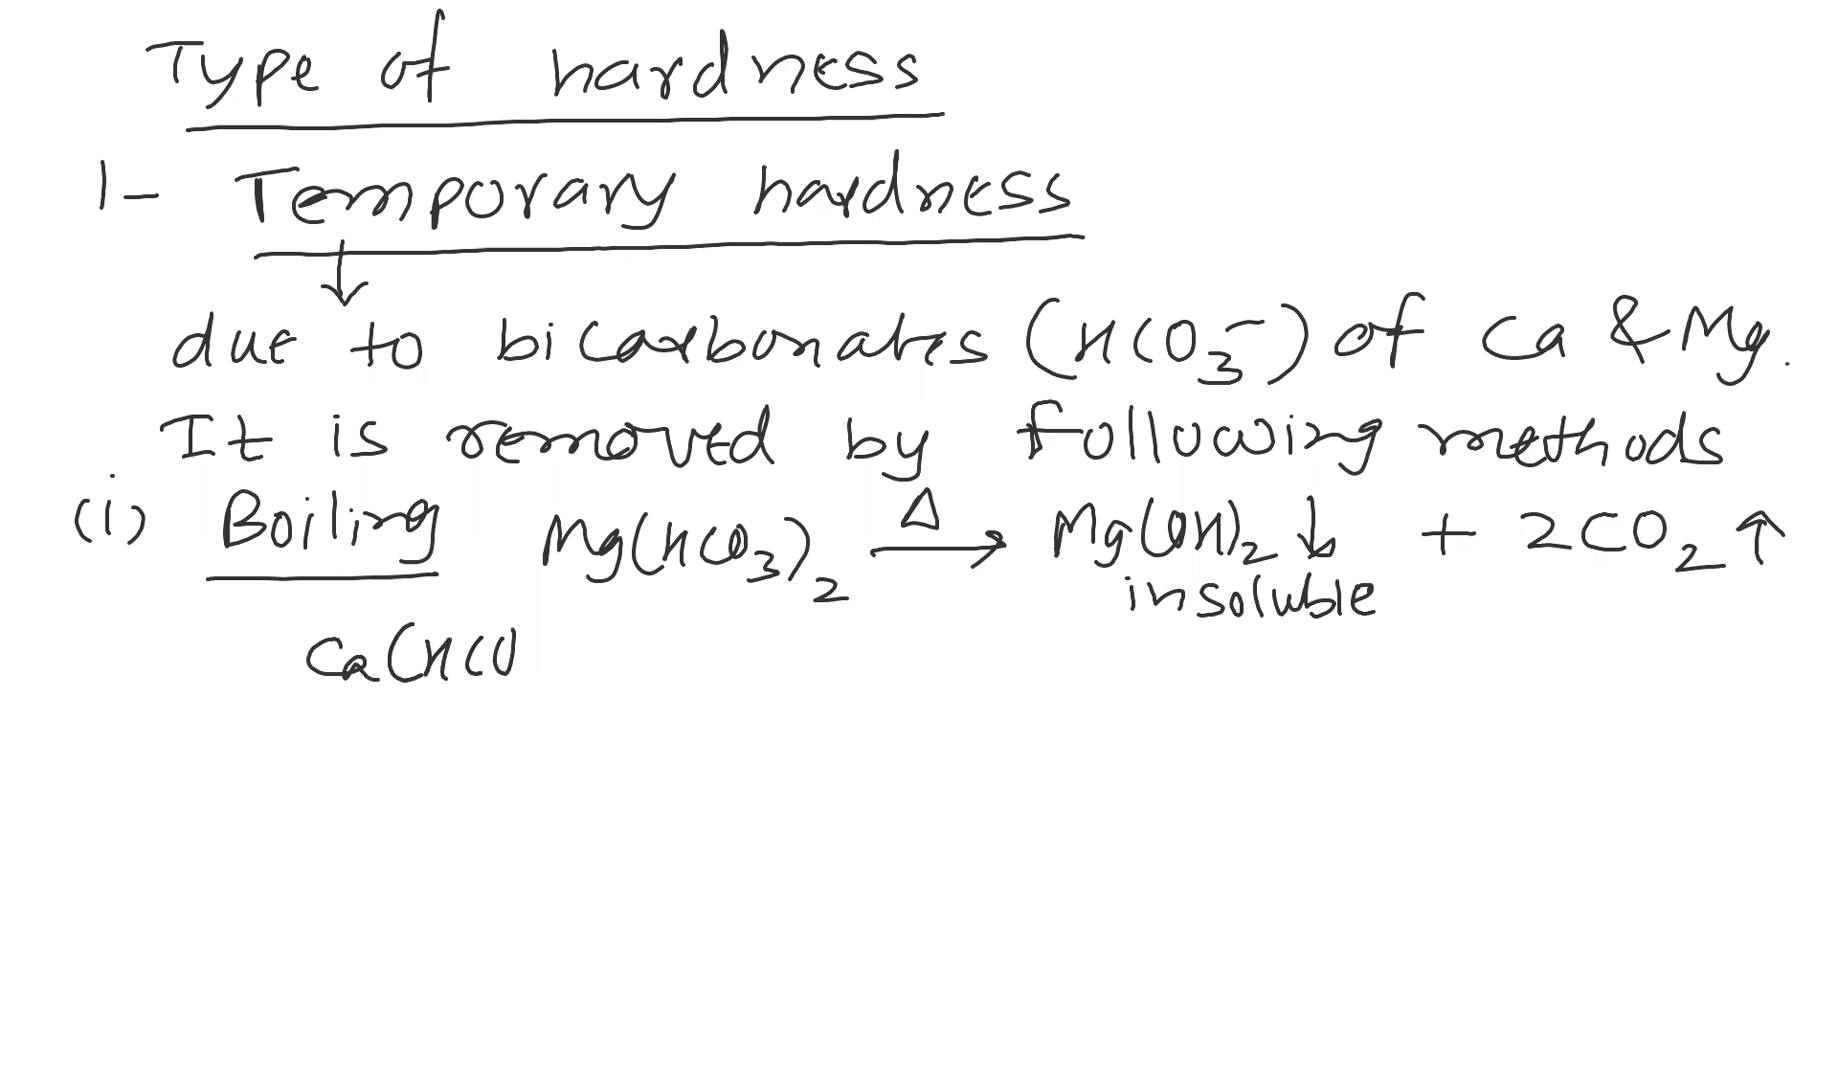 Type of hardness
1- Temporary hardness
↓
due to bicarbonates (HCO₃⁻) of Ca & Mg.
It is removed by following methods
(i) Boiling Mg(HCO₃)₂ —Δ→ Mg(OH)₂ ↓ + 2CO₂ ↑
insoluble
Ca(HCO